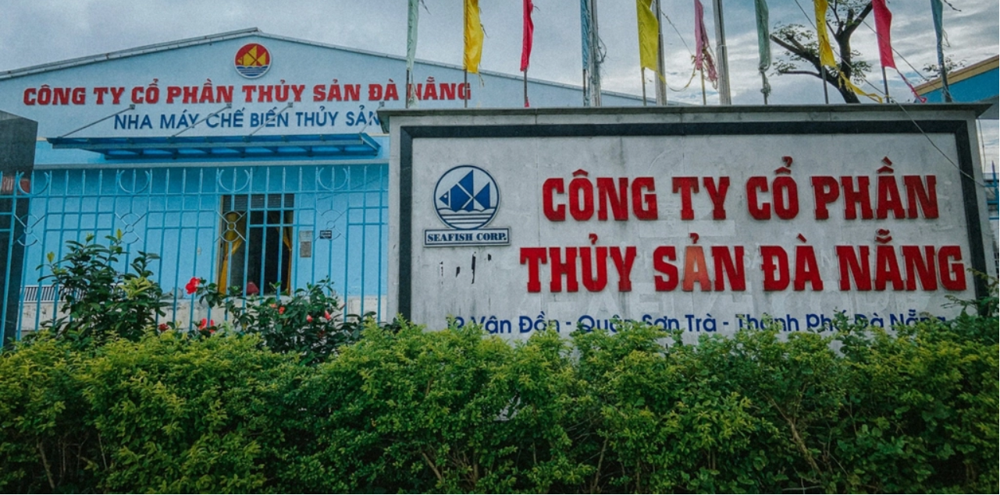 CÔNG TY CỔ PHẦN THỦY SẢN ĐÀ NẴNG
NHA MÁY CHẾ BIẾN THỦY SẢN
SEAFISH CORP.
CÔNG TY CỔ PHẦN
THỦY SẢN ĐÀ NẴNG
Vân Đồn - Quận Sơn Trà - Thành Phố Đà Nẵng